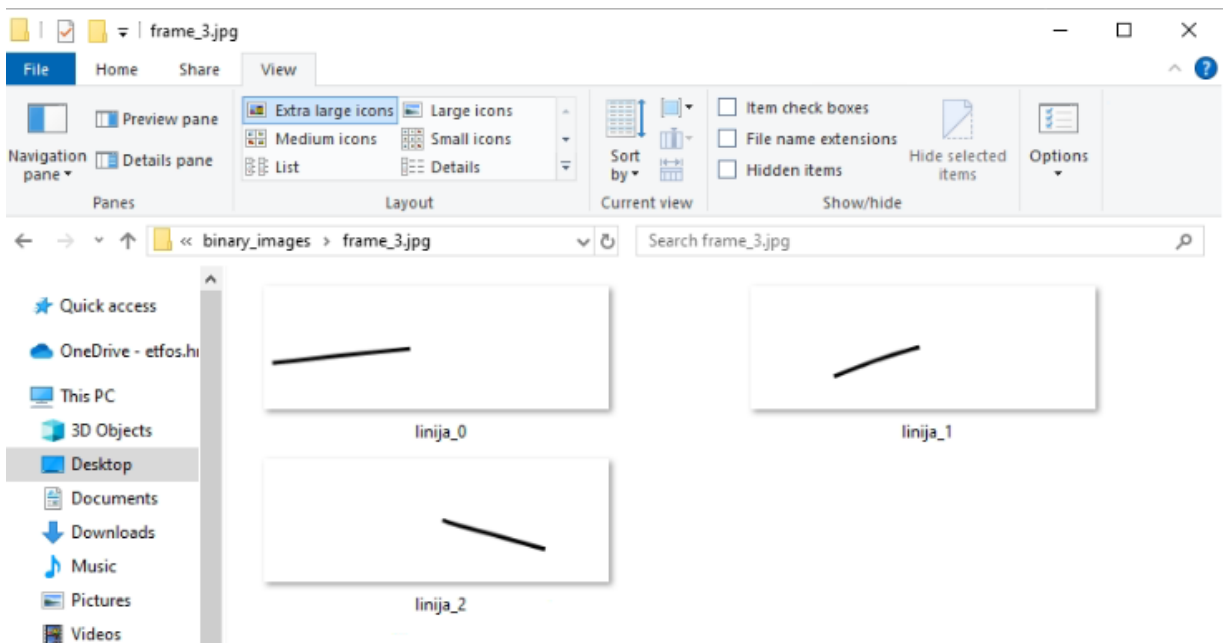 frame_3.jpg
File Home Share View
Navigation pane
Preview pane
Details pane
Panes
Extra large icons Large icons
Medium icons Small icons
List Details
Layout
Sort by
Current view
Item check boxes
File name extensions
Hidden items
Hide selected items
Show/hide
Options
« binary_images › frame_3.jpg
Search frame_3.jpg
Quick access
OneDrive - etfos.hr
This PC
3D Objects
Desktop
Documents
Downloads
Music
Pictures
Videos
linija_0
linija_1
linija_2